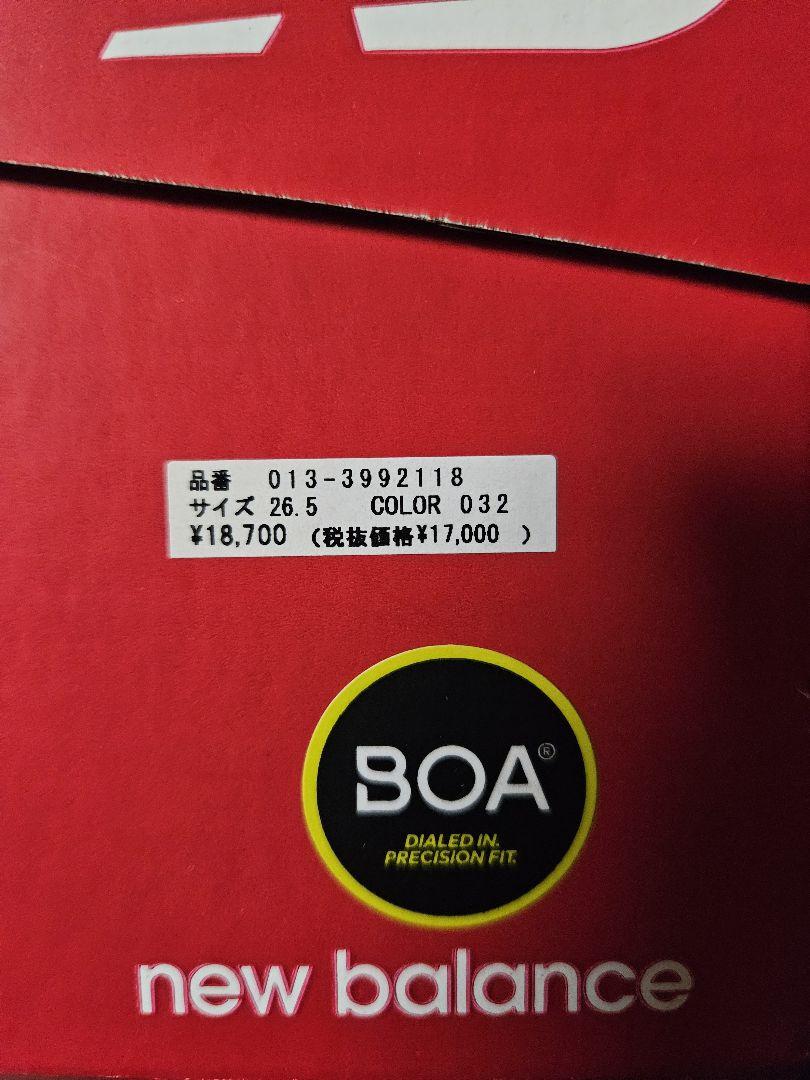 品番 013-3992118
サイズ 26.5 COLOR 032
¥18,700 (税抜価格¥17,000 )
BOA®
DIALED IN.
PRECISION FIT.
new balance